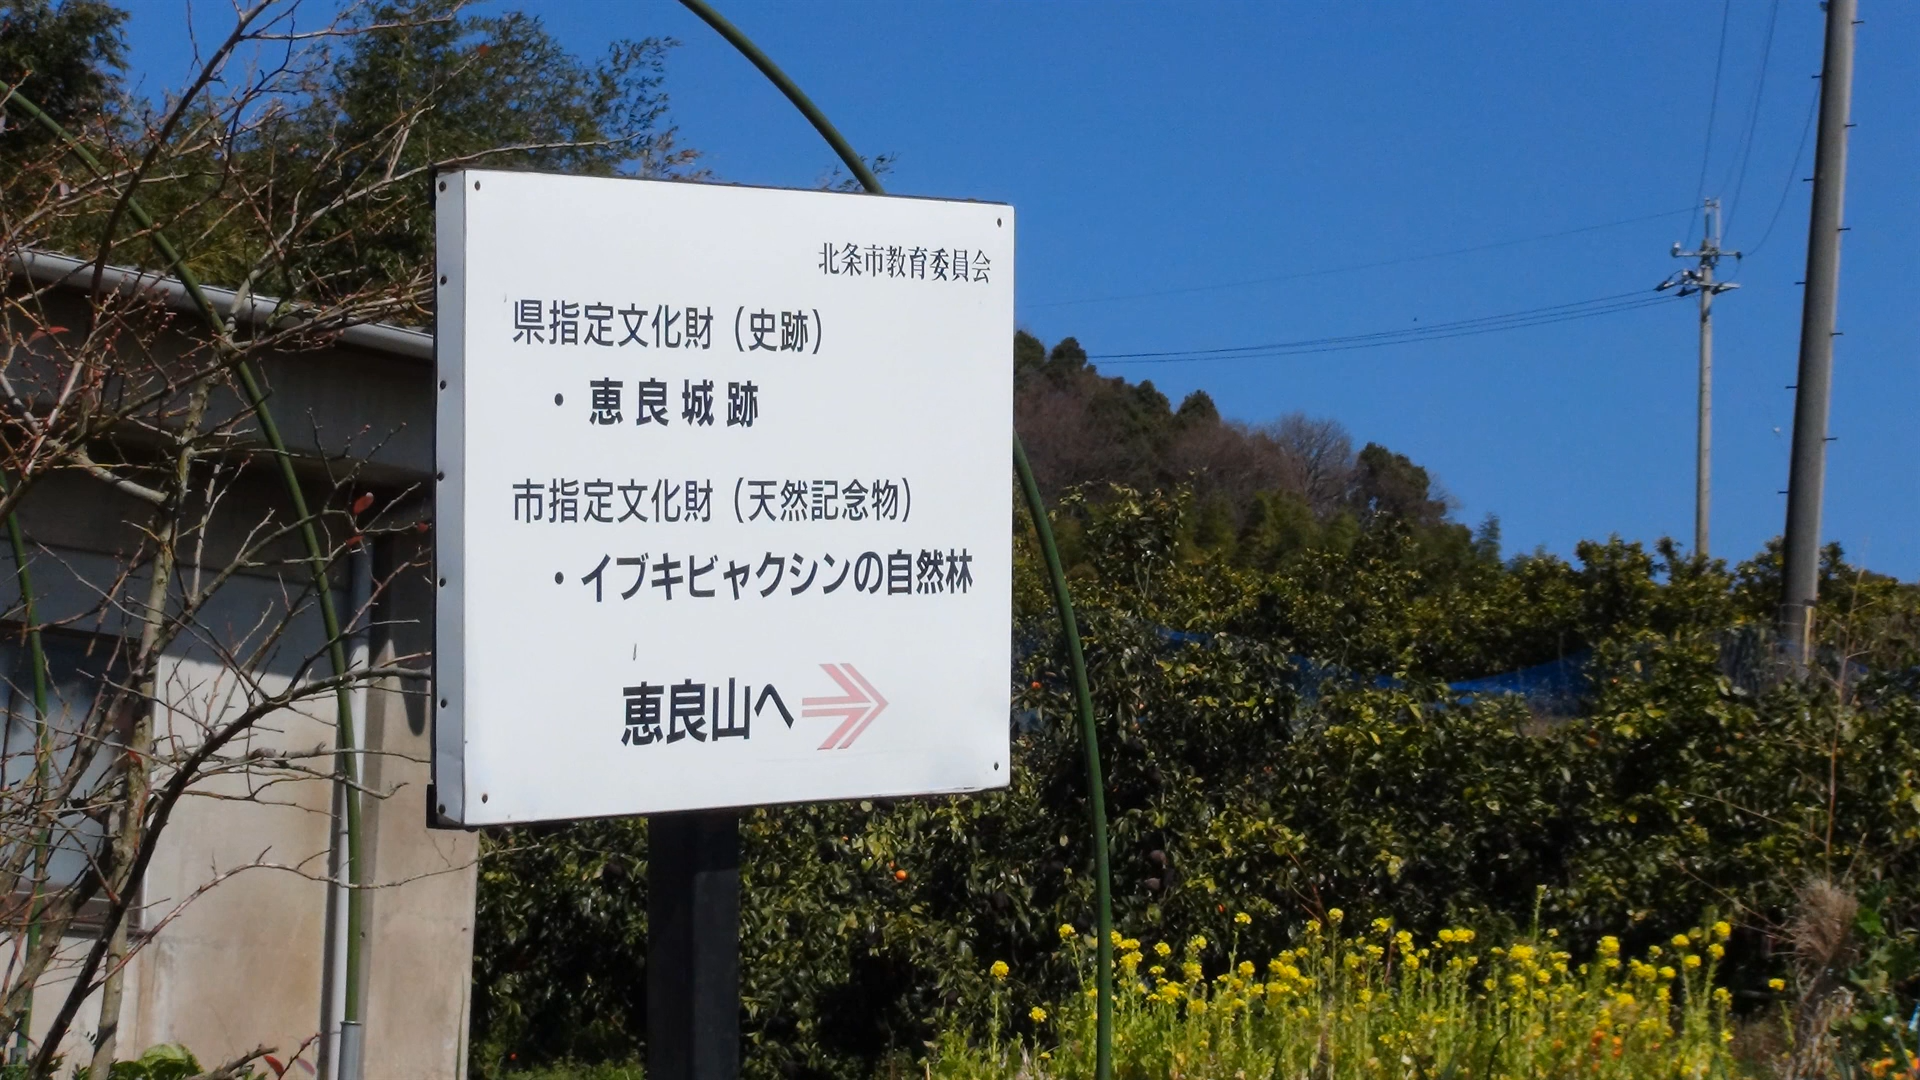 北条市教育委員会
県指定文化財（史跡）
・恵良城跡
市指定文化財（天然記念物）
・イブキビャクシンの自然林
恵良山へ